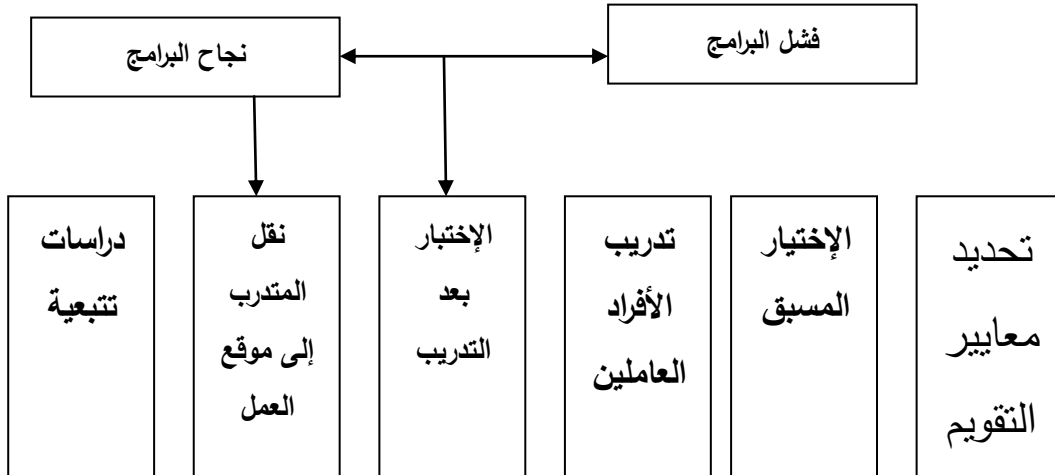 فشل البرامج
نجاح البرامج
تحديد
معايير
التقويم
الإختيار
المسبق
تدريب
الأفراد
العاملين
الإختبار
بعد
التدريب
نقل
المتدرب
إلى موقع
العمل
دراسات
تتبعية